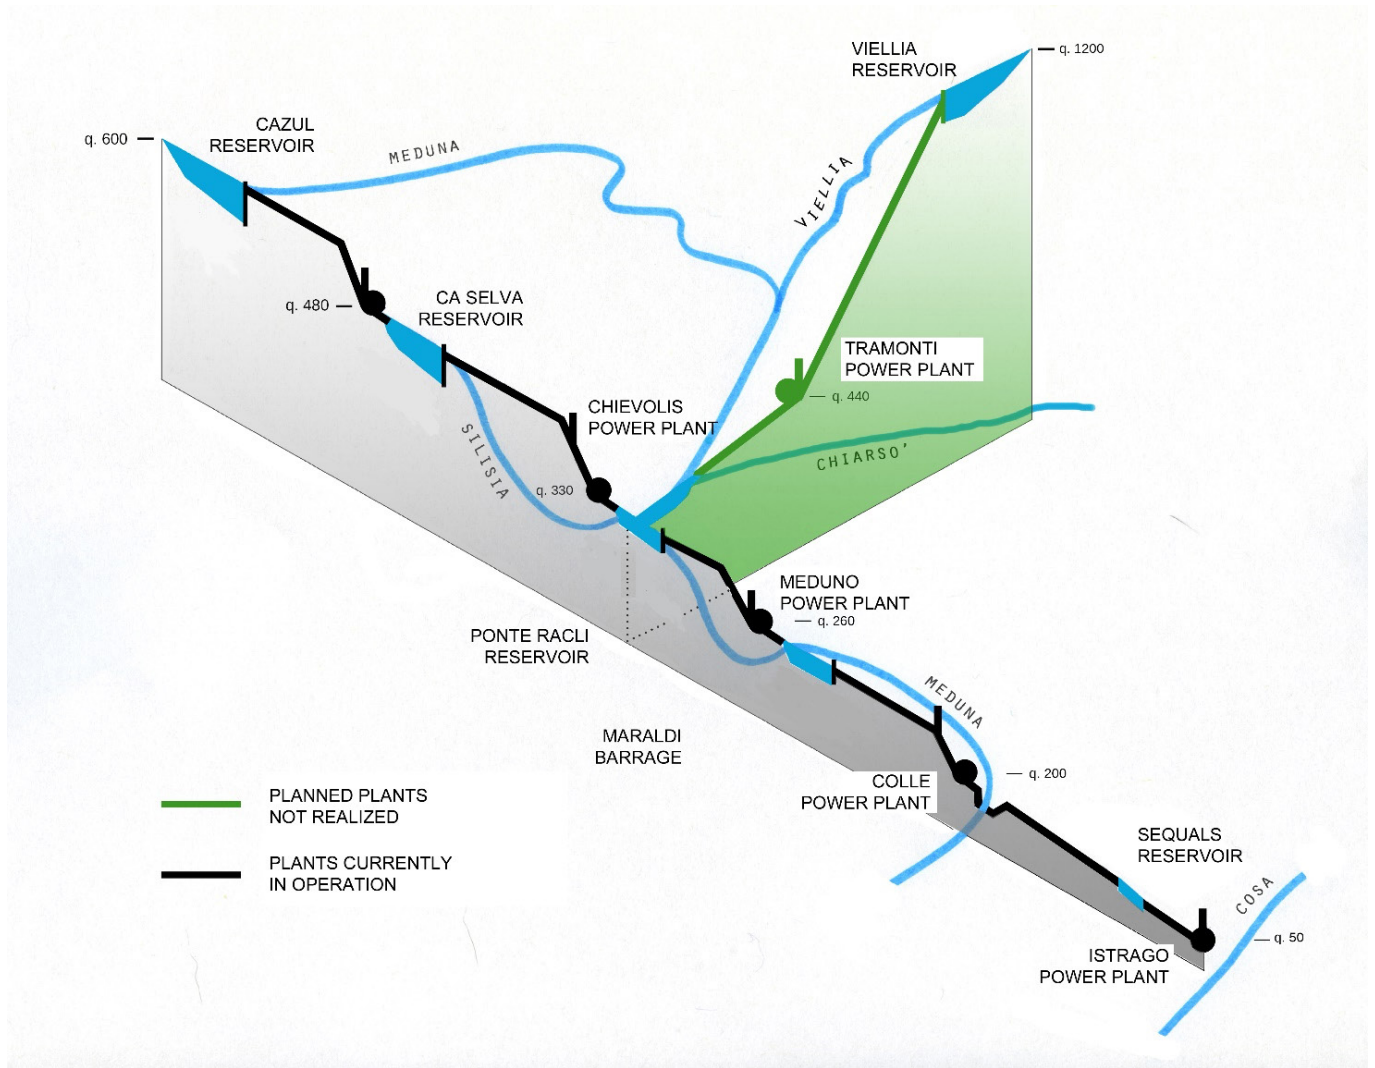 VIELLIA
RESERVOIR
q. 1200
CAZUL
RESERVOIR
q. 600
MEDUNA
VIELLIA
CA SELVA
RESERVOIR
q. 480
TRAMONTI
POWER PLANT
q. 440
CHIEVOLIS
POWER PLANT
SILISIA
CHIARSO'
q. 330
MEDUNO
POWER PLANT
q. 260
PONTE RACLI
RESERVOIR
MEDUNA
MARALDI
BARRAGE
COLLE
POWER PLANT
q. 200
PLANNED PLANTS
NOT REALIZED
PLANTS CURRENTLY
IN OPERATION
SEQUALS
RESERVOIR
COSA
q. 50
ISTRAGO
POWER PLANT